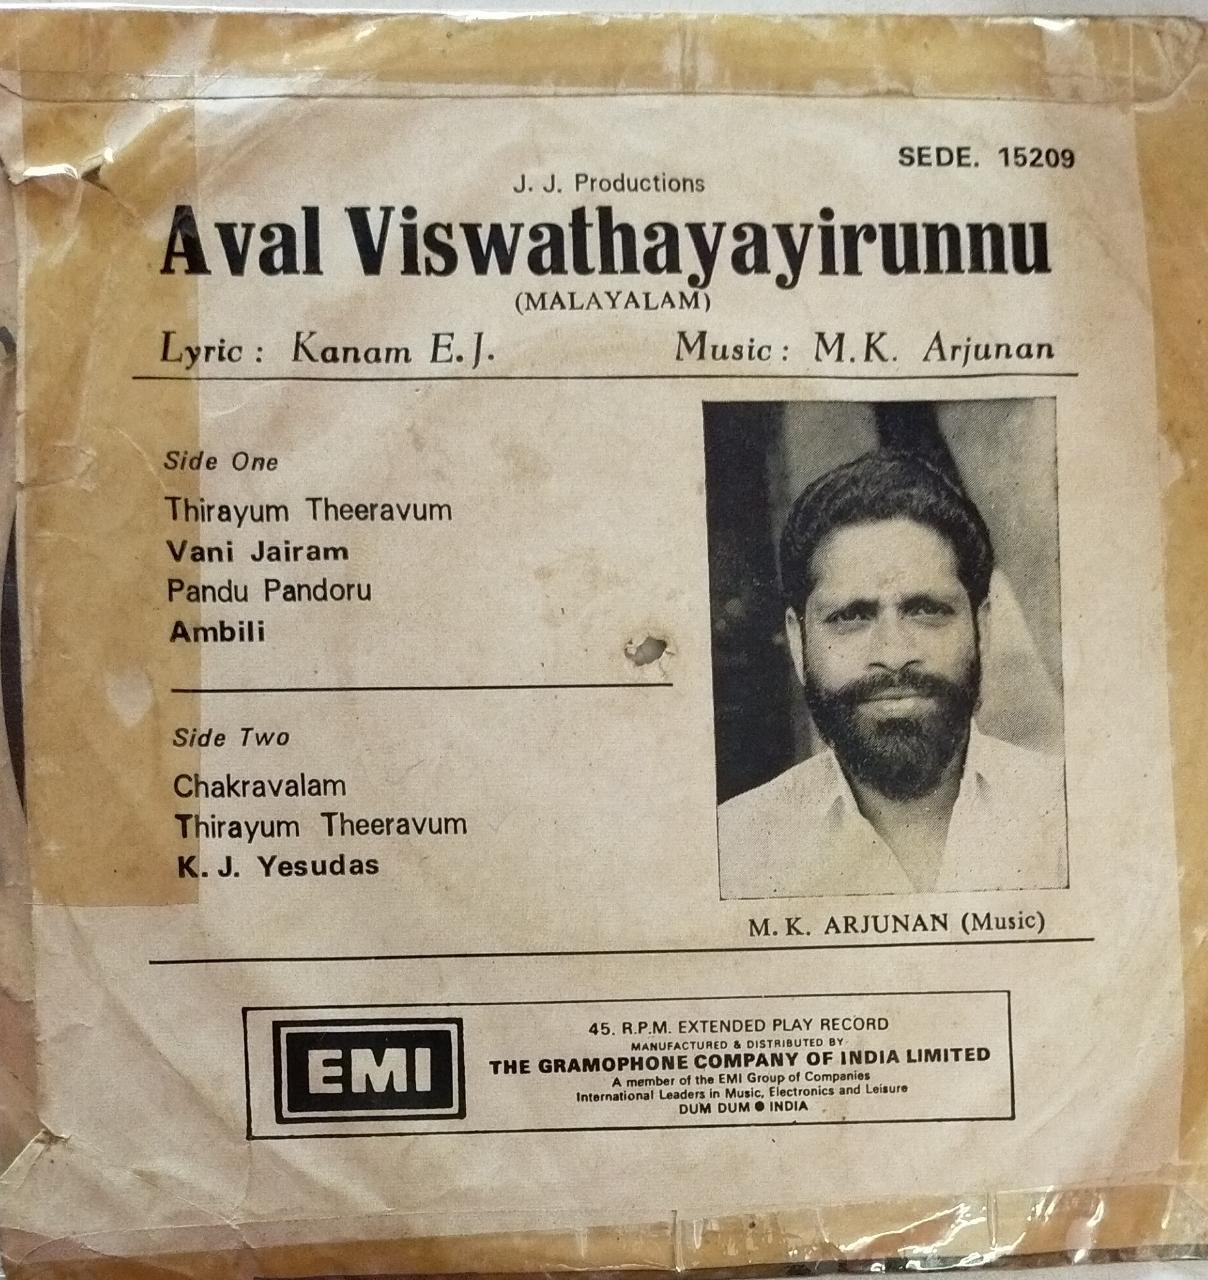 SEDE. 15209
J. J. Productions
Aval Viswathayayirunnu
(MALAYALAM)
Lyric : Kanam E.J. Music : M.K. Arjunan
Side One
Thirayum Theeravum
Vani Jairam
Pandu Pandoru
Ambili
Side Two
Chakravalam
Thirayum Theeravum
K. J. Yesudas
M. K. ARJUNAN (Music)
EMI
45. R.P.M. EXTENDED PLAY RECORD
MANUFACTURED & DISTRIBUTED BY
THE GRAMOPHONE COMPANY OF INDIA LIMITED
A member of the EMI Group of Companies
International Leaders in Music, Electronics and Leisure
DUM DUM ● INDIA